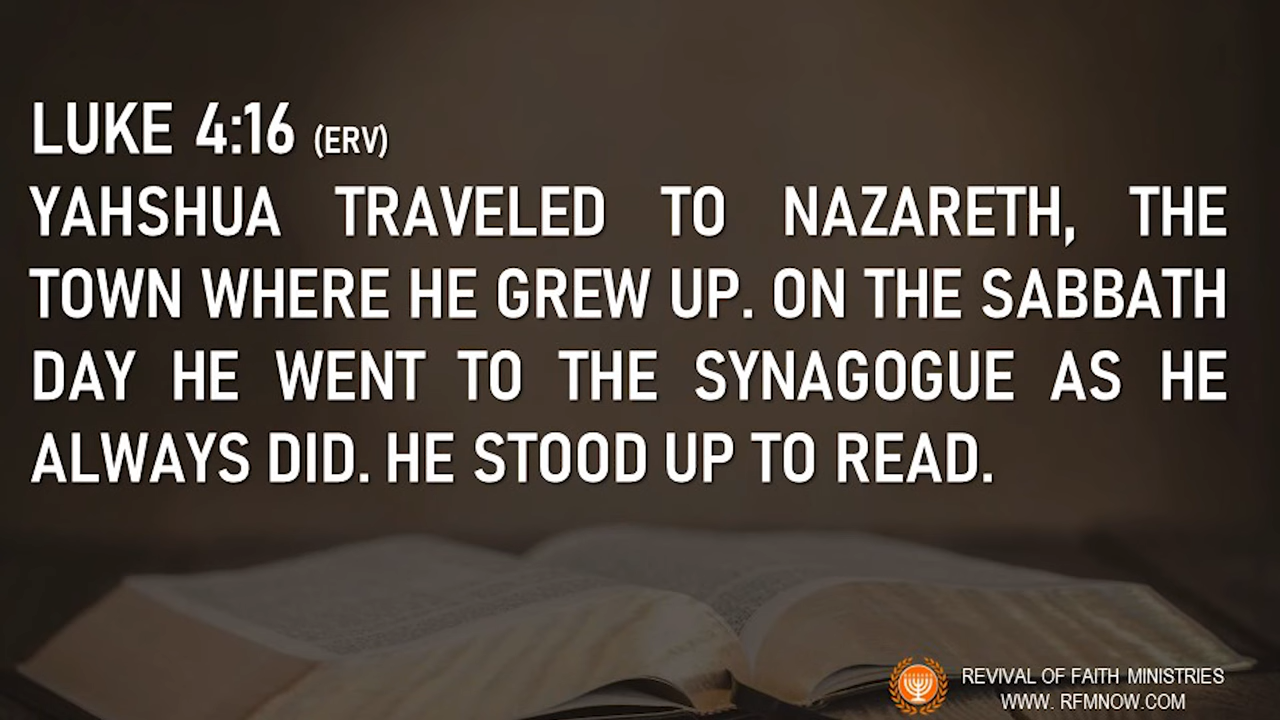 LUKE 4:16 (ERV)
YAHSHUA TRAVELED TO NAZARETH, THE
TOWN WHERE HE GREW UP. ON THE SABBATH
DAY HE WENT TO THE SYNAGOGUE AS HE
ALWAYS DID. HE STOOD UP TO READ.
REVIVAL OF FAITH MINISTRIES
WWW. RFMNOW.COM